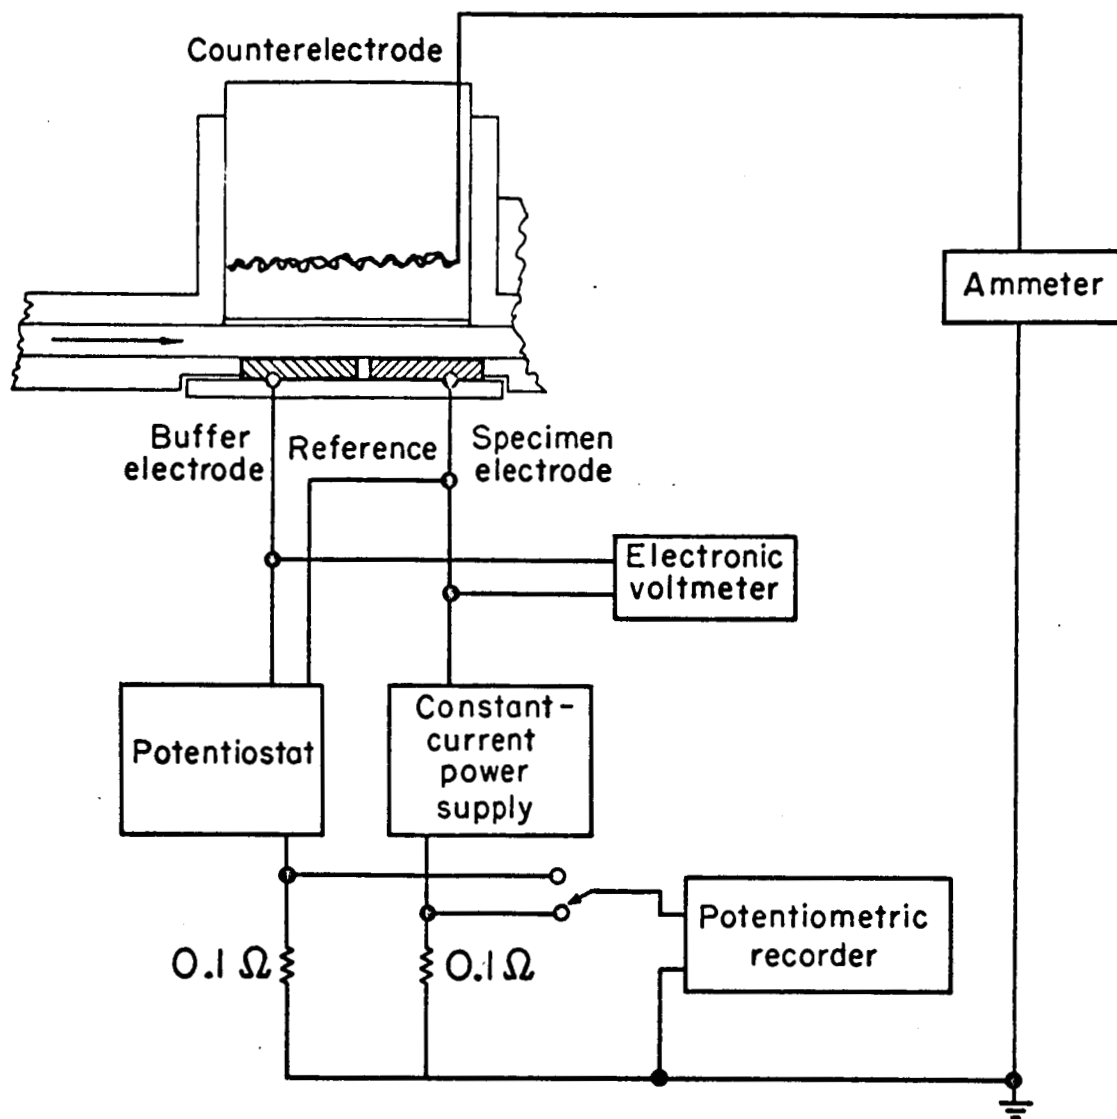 Counterelectrode
Ammeter
Buffer
electrode
Reference
Specimen
electrode
Electronic
voltmeter
Potentiostat
Constant-
current
power
supply
Potentiometric
recorder
0.1 Ω
0.1 Ω